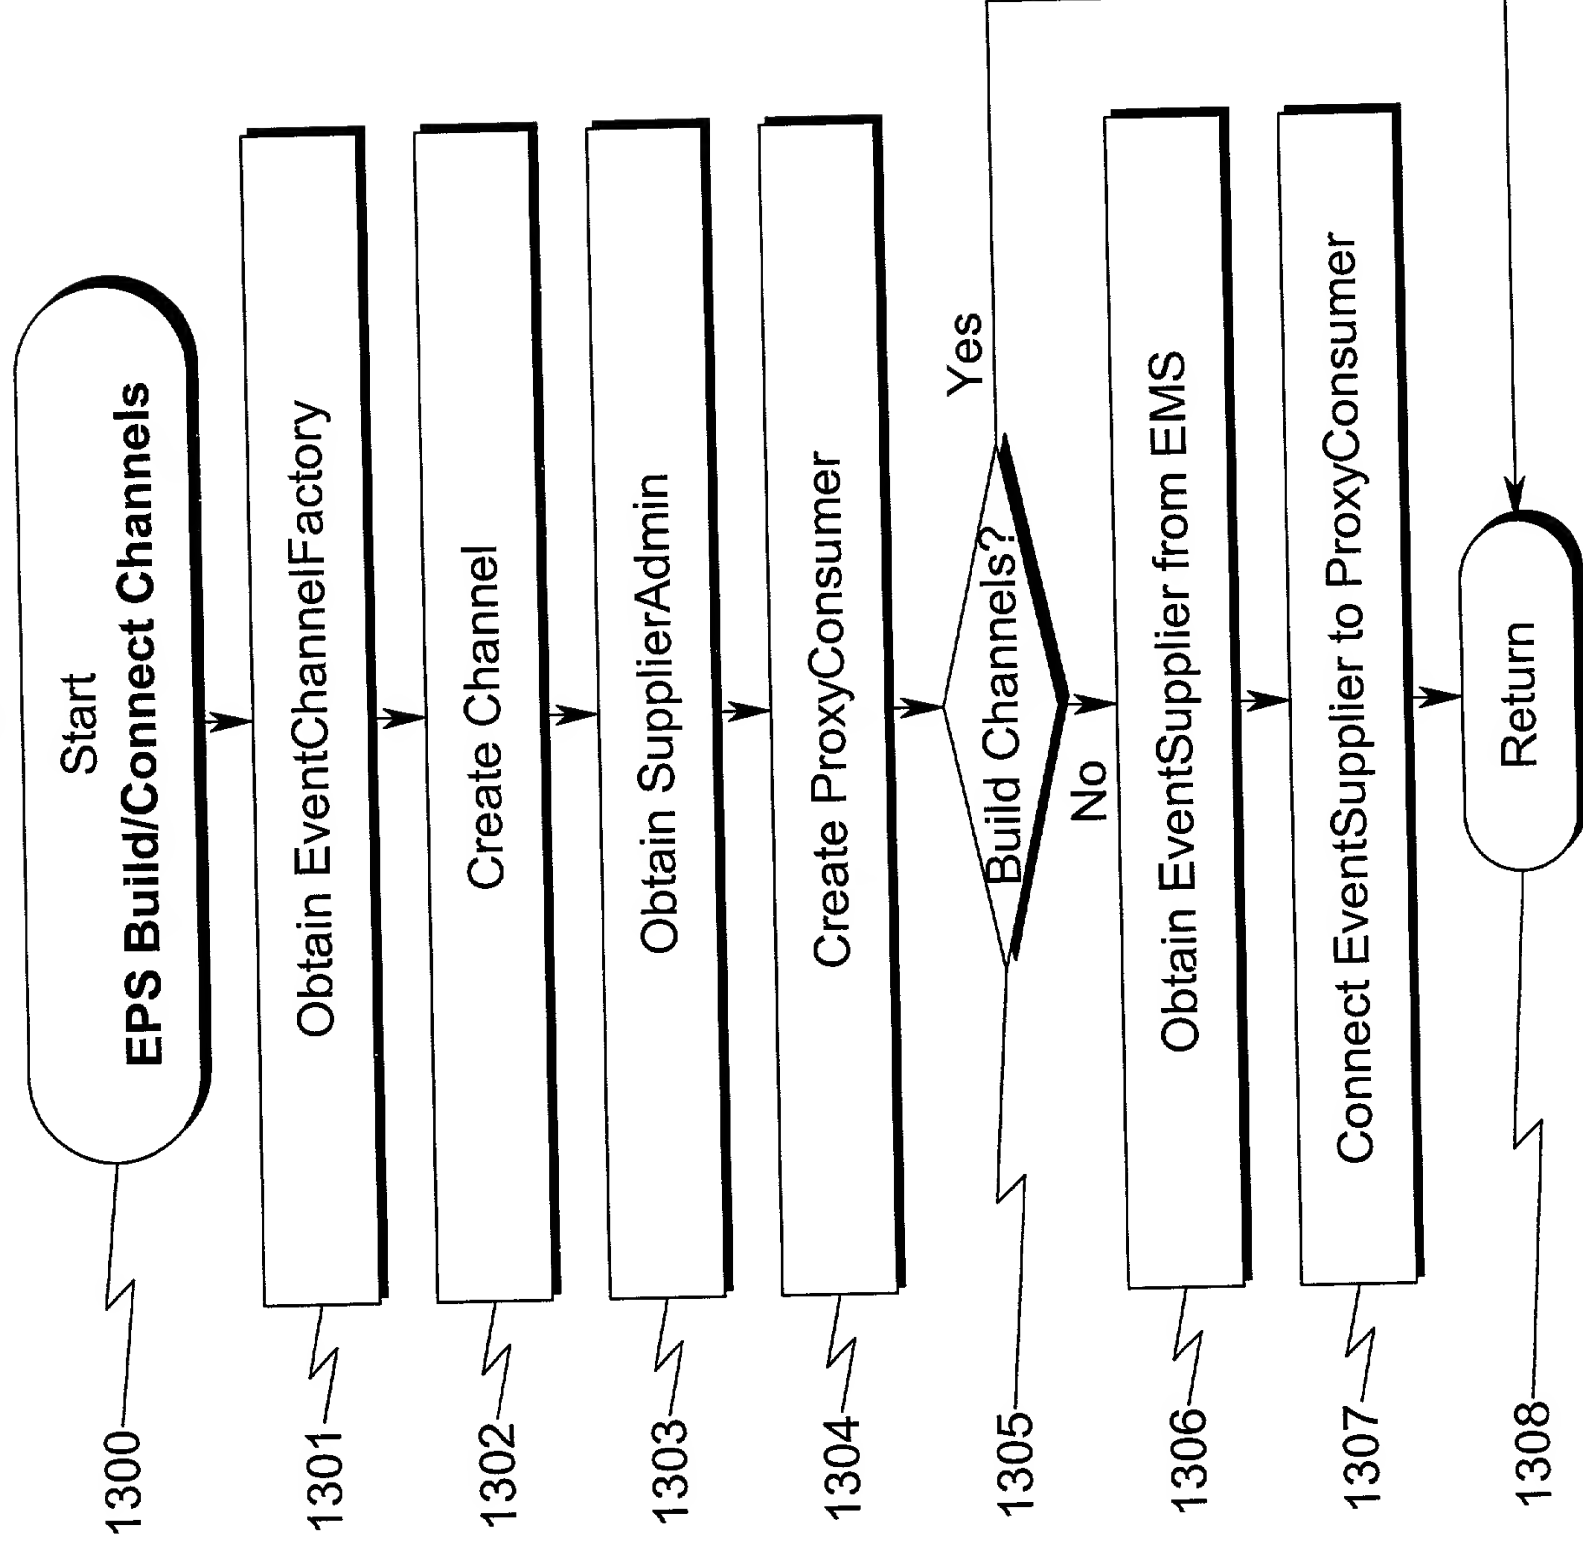 Start
EPS Build/Connect Channels
1300
Obtain EventChannelFactory
1301
Create Channel
1302
Obtain SupplierAdmin
1303
Create ProxyConsumer
1304
Build Channels?
Yes
No
1305
Obtain EventSupplier from EMS
1306
Connect EventSupplier to ProxyConsumer
1307
Return
1308